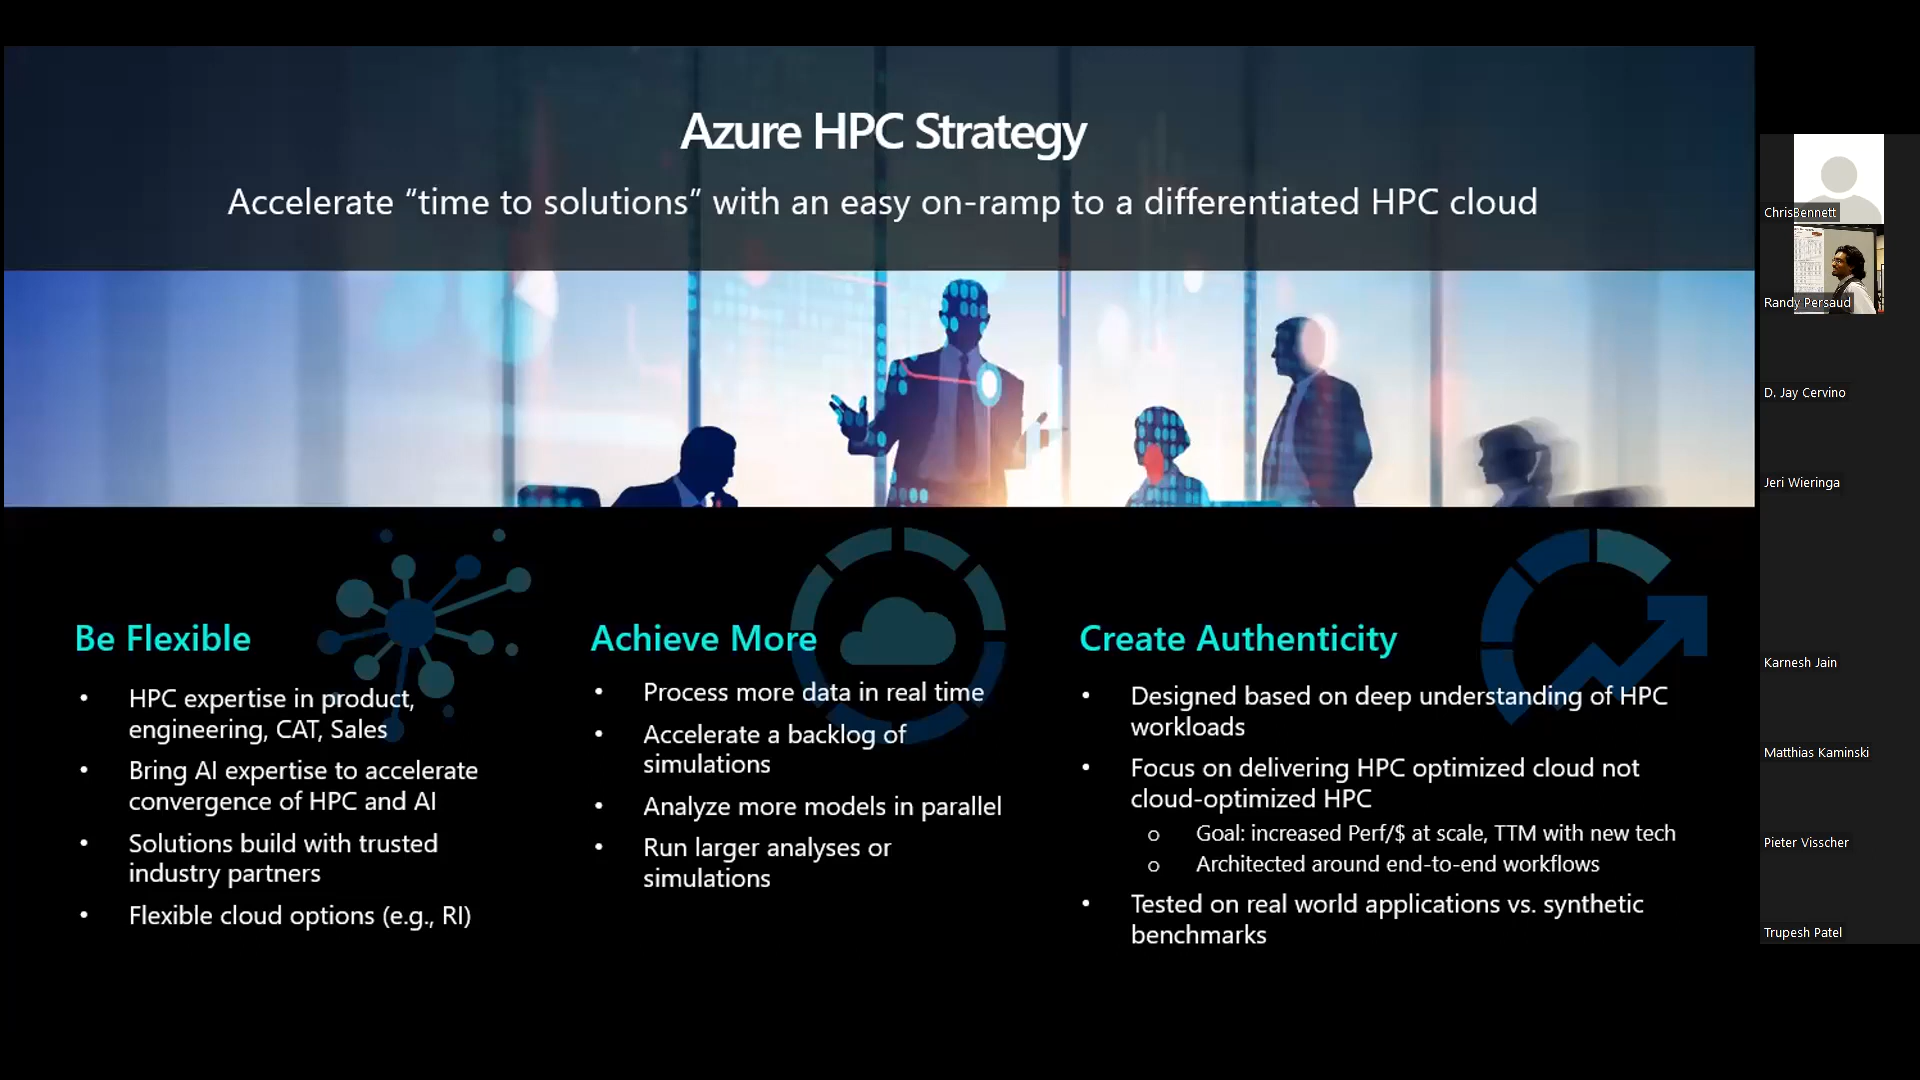 Azure HPC Strategy
Accelerate “time to solutions” with an easy on-ramp to a differentiated HPC cloud
Be Flexible
• HPC expertise in product,
engineering, CAT, Sales
• Bring AI expertise to accelerate
convergence of HPC and AI
• Solutions build with trusted
industry partners
• Flexible cloud options (e.g., RI)
Achieve More
• Process more data in real time
• Accelerate a backlog of
simulations
• Analyze more models in parallel
• Run larger analyses or
simulations
Create Authenticity
• Designed based on deep understanding of HPC
workloads
• Focus on delivering HPC optimized cloud not
cloud-optimized HPC
o Goal: increased Perf/$ at scale, TTM with new tech
o Architected around end-to-end workflows
• Tested on real world applications vs. synthetic
benchmarks
ChrisBennett
Randy Persaud
D. Jay Cervino
Jeri Wieringa
Karnesh Jain
Matthias Kaminski
Pieter Visscher
Trupesh Patel